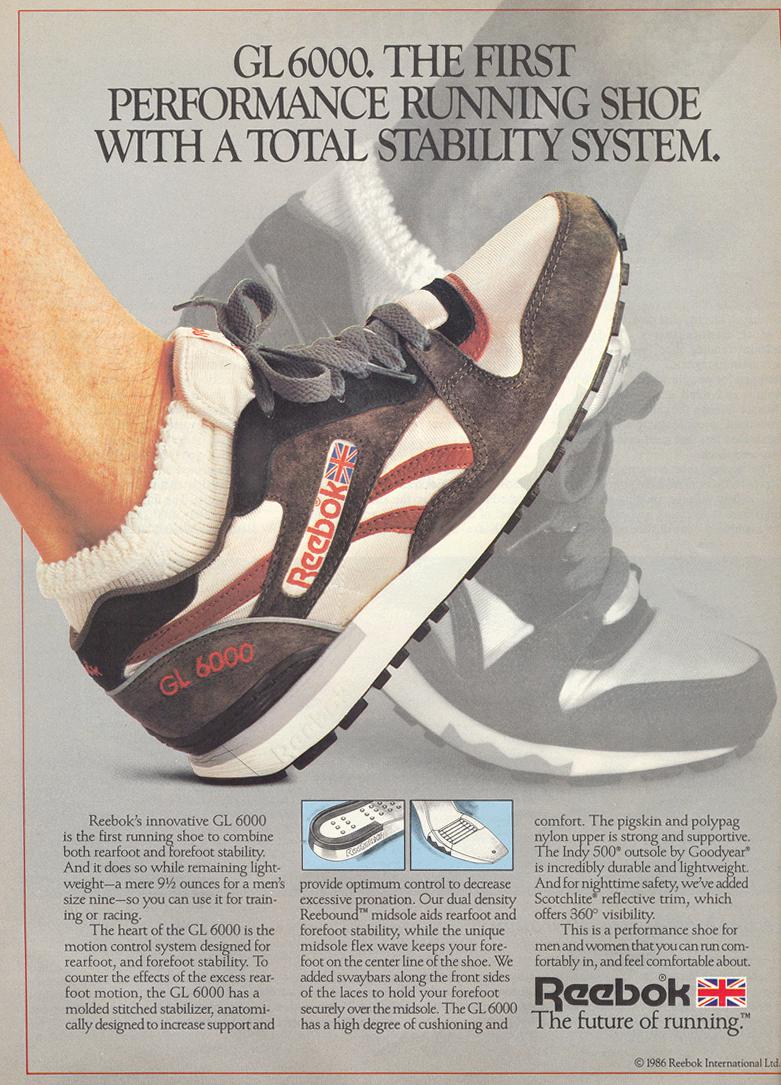 GL 6000. THE FIRST
PERFORMANCE RUNNING SHOE
WITH A TOTAL STABILITY SYSTEM.
Reebok
GL 6000
Reebok's innovative GL 6000
is the first running shoe to combine
both rearfoot and forefoot stability.
And it does so while remaining light-
weight—a mere 9½ ounces for a men's
size nine—so you can use it for train-
ing or racing.
The heart of the GL 6000 is the
motion control system designed for
rearfoot, and forefoot stability. To
counter the effects of the excess rear-
foot motion, the GL 6000 has a
molded stitched stabilizer, anatomi-
cally designed to increase support and
provide optimum control to decrease
excessive pronation. Our dual density
Rebound™ midsole aids rearfoot and
forefoot stability, while the unique
midsole flex wave keeps your fore-
foot on the center line of the shoe. We
added swaybars along the front sides
of the laces to hold your forefoot
securely over the midsole. The GL 6000
has a high degree of cushioning and
comfort. The pigskin and polypag
nylon upper is strong and supportive.
The Indy 500® outsole by Goodyear®
is incredibly durable and lightweight.
And for nighttime safety, we've added
Scotchlite® reflective trim, which
offers 360° visibility.
This is a performance shoe for
men and women that you can run com-
fortably in, and feel comfortable about.
Reebok®
The future of running.™
© 1986 Reebok International Ltd.